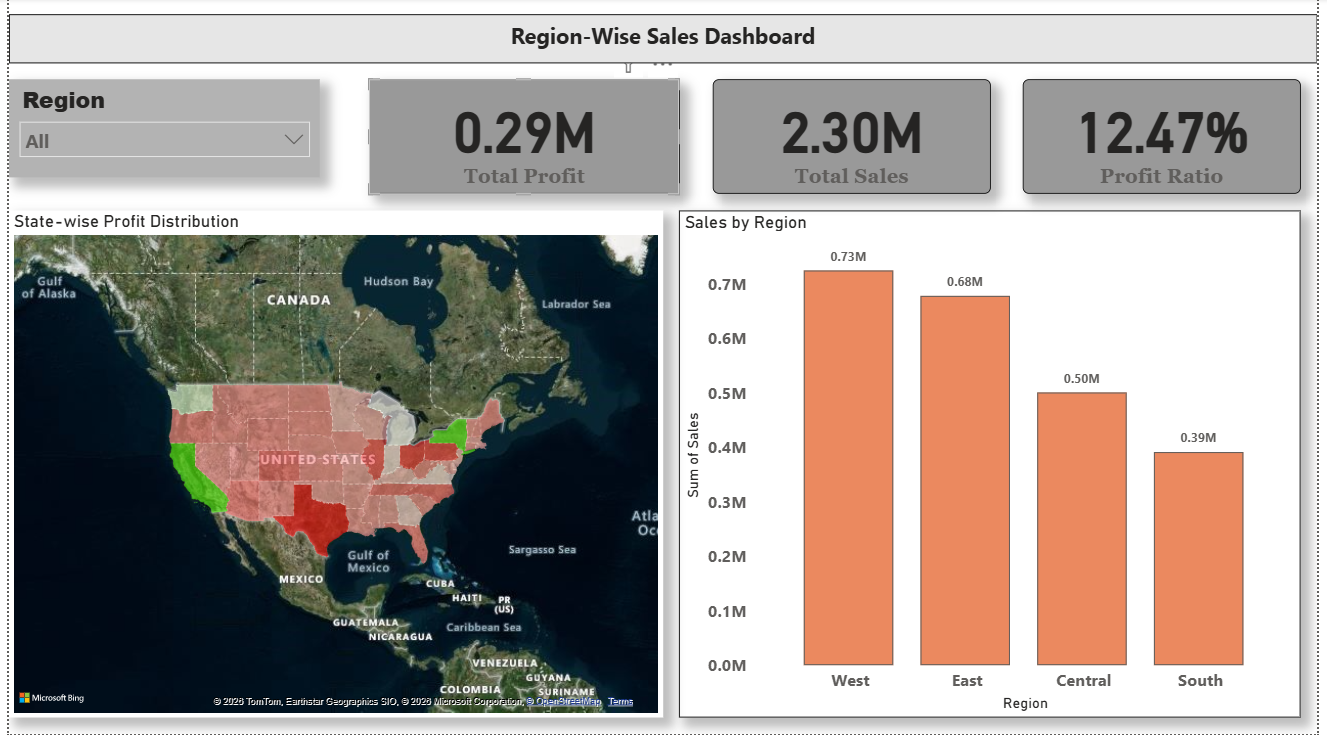 Region-Wise Sales Dashboard
Region
All
0.29M
Total Profit
2.30M
Total Sales
12.47%
Profit Ratio
State-wise Profit Distribution
Gulf
of Alaska
CANADA
Hudson Bay
Labrador Sea
UNITED STATES
Gulf of
Mexico
MEXICO
Sargasso Sea
Atla
Oc
CUBA
HAITI
PR
(US)
GUATEMALA
NICARAGUA
Caribbean Sea
VENEZUELA
GUYANA
COLOMBIA
SURINAME
Microsoft Bing
© 2026 TomTom, Earthstar Geographics SIO, © 2026 Microsoft Corporation, © OpenStreetMap Terms
Sales by Region
Sum of Sales
0.7M
0.6M
0.5M
0.4M
0.3M
0.2M
0.1M
0.0M
0.73M
0.68M
0.50M
0.39M
West
East
Central
South
Region